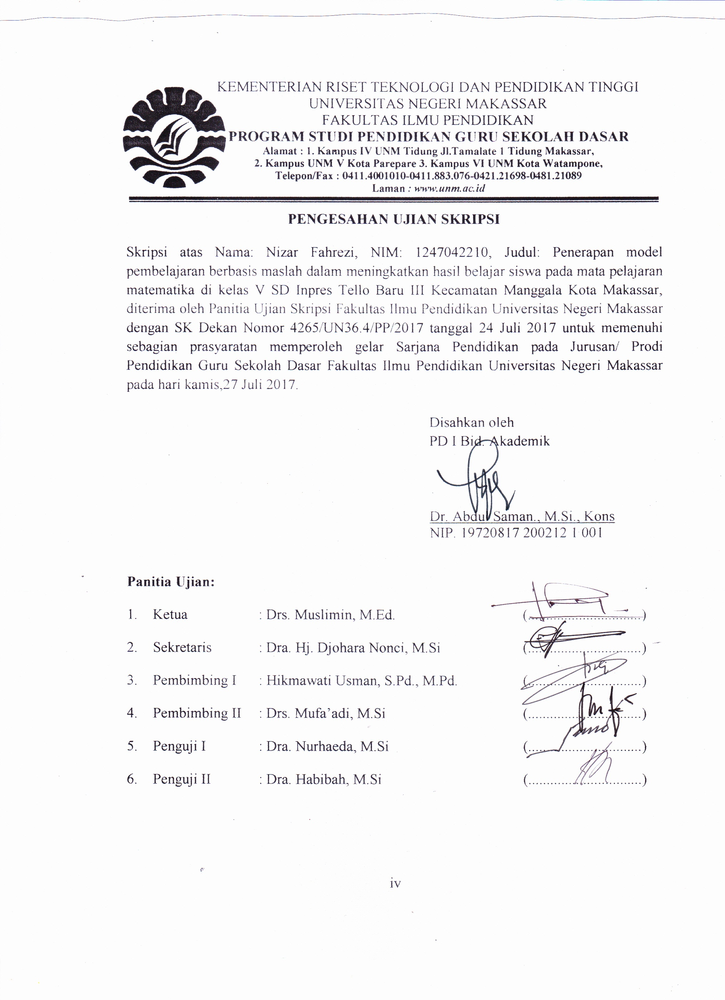 KEMENTERIAN RISET TEKNOLOGI DAN PENDIDIKAN TINGGI
UNIVERSITAS NEGERI MAKASSAR
FAKULTAS ILMU PENDIDIKAN
PROGRAM STUDI PENDIDIKAN GURU SEKOLAH DASAR
Alamat : 1. Kampus IV UNM Tidung Jl.Tamalate 1 Tidung Makassar,
2. Kampus UNM V Kota Parepare 3. Kampus VI UNM Kota Watampone,
Telepon/Fax : 0411.4001010-0411.883.076-0421.21698-0481.21089
Laman : www.unm.ac.id
PENGESAHAN UJIAN SKRIPSI
Skripsi atas Nama: Nizar Fahrezi, NIM: 1247042210, Judul: Penerapan model
pembelajaran berbasis maslah dalam meningkatkan hasil belajar siswa pada mata pelajaran
matematika di kelas V SD Inpres Tello Baru III Kecamatan Manggala Kota Makassar,
diterima oleh Panitia Ujian Skripsi Fakultas Ilmu Pendidikan Universitas Negeri Makassar
dengan SK Dekan Nomor 4265/UN36.4/PP/2017 tanggal 24 Juli 2017 untuk memenuhi
sebagian prasyaratan memperoleh gelar Sarjana Pendidikan pada Jurusan/ Prodi
Pendidikan Guru Sekolah Dasar Fakultas Ilmu Pendidikan Universitas Negeri Makassar
pada hari kamis,27 Juli 2017.
Disahkan oleh
PD I Bid. Akademik
Dr. Abdul Saman., M.Si., Kons
NIP. 19720817 200212 1 001
Panitia Ujian:
1. Ketua : Drs. Muslimin, M.Ed. (..............................)
2. Sekretaris : Dra. Hj. Djohara Nonci, M.Si (..............................)
3. Pembimbing I : Hikmawati Usman, S.Pd., M.Pd. (..............................)
4. Pembimbing II : Drs. Mufa’adi, M.Si (..............................)
5. Penguji I : Dra. Nurhaeda, M.Si (..............................)
6. Penguji II : Dra. Habibah, M.Si (..............................)
iv